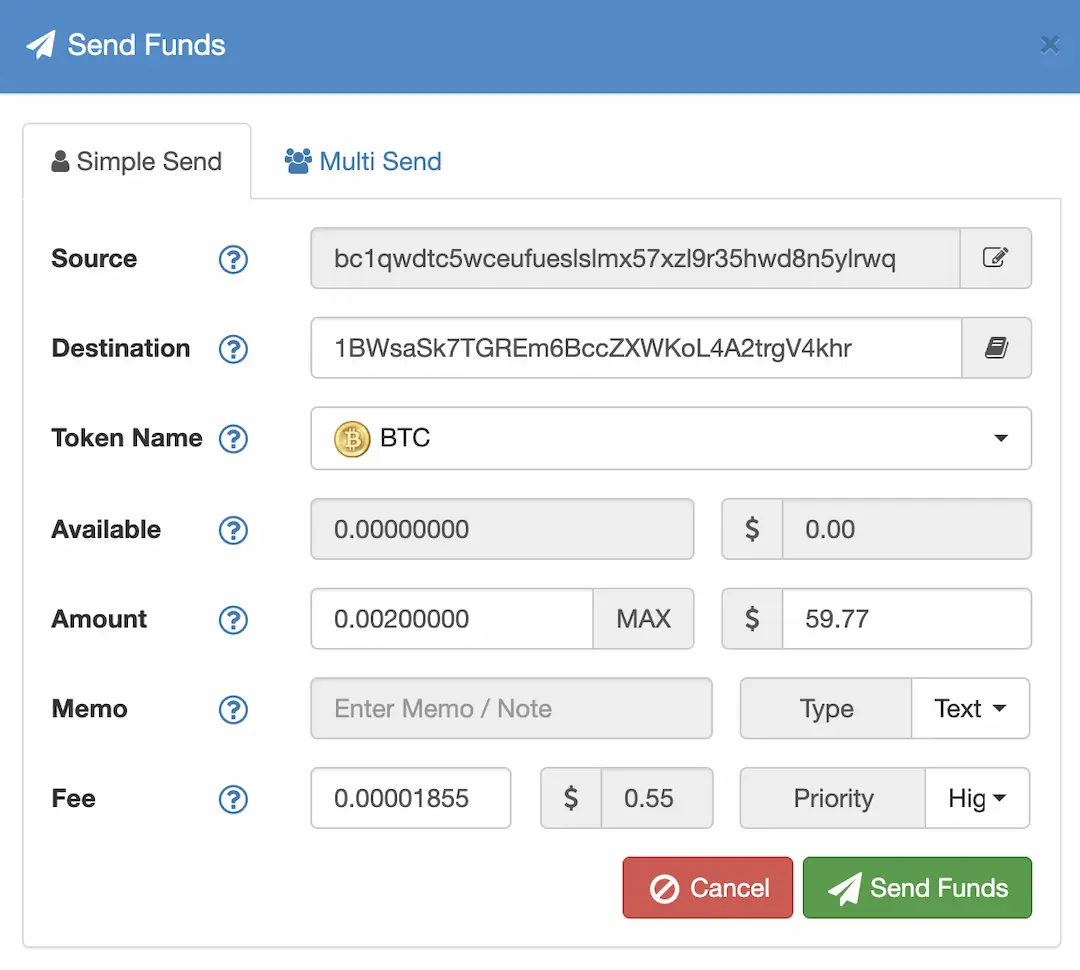 Send Funds
Simple Send Multi Send
Source bc1qwdtc5wceufueslslmx57xzl9r35hwd8n5ylrwq
Destination 1BWsaSk7TGREm6BccZXWKoL4A2trgV4khr
Token Name BTC
Available 0.00000000 $ 0.00
Amount 0.00200000 MAX $ 59.77
Memo Enter Memo / Note Type Text
Fee 0.00001855 $ 0.55 Priority Hig
Cancel Send Funds